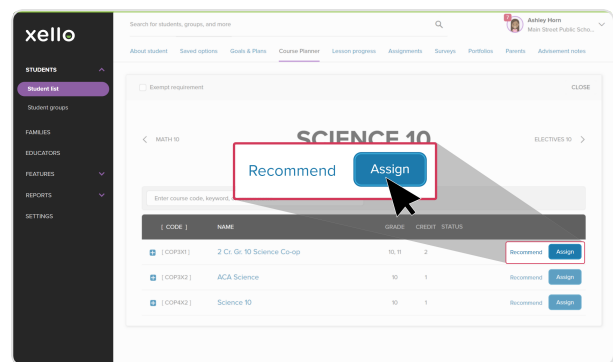 xello
Search for students, groups, and more
1
Ashley Horn
Main Street Public Scho...
About student Saved options Goals & Plans Course Planner Lesson progress Assignments Surveys Portfolios Parents Advisement notes
STUDENTS
Student list
Student groups
FAMILIES
EDUCATORS
FEATURES
REPORTS
SETTINGS
Exempt requirement
CLOSE
MATH 10
SCIENCE 10
ELECTIVES 10
Recommend Assign
Enter course code, keyword,
[ CODE ] NAME GRADE CREDIT STATUS
[ COP3X1 ] 2 Cr. Gr. 10 Science Co-op 10, 11 2 Recommend Assign
[ COP3X2 ] ACA Science 10 1 Recommend Assign
[ COP4X2 ] Science 10 10 1 Recommend Assign